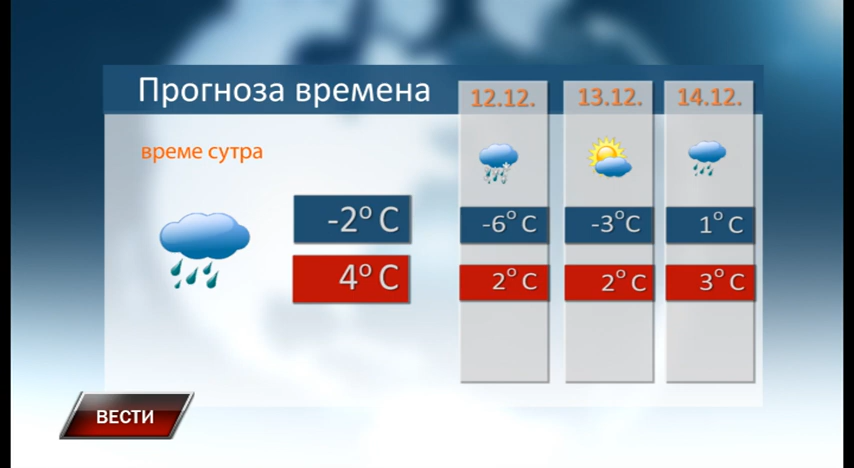 Прогноза времена
време сутра
-2° C
4° C
12.12.
13.12.
14.12.
-6° C
-3°C
1° C
2° C
2° C
3° C
ВЕСТИ